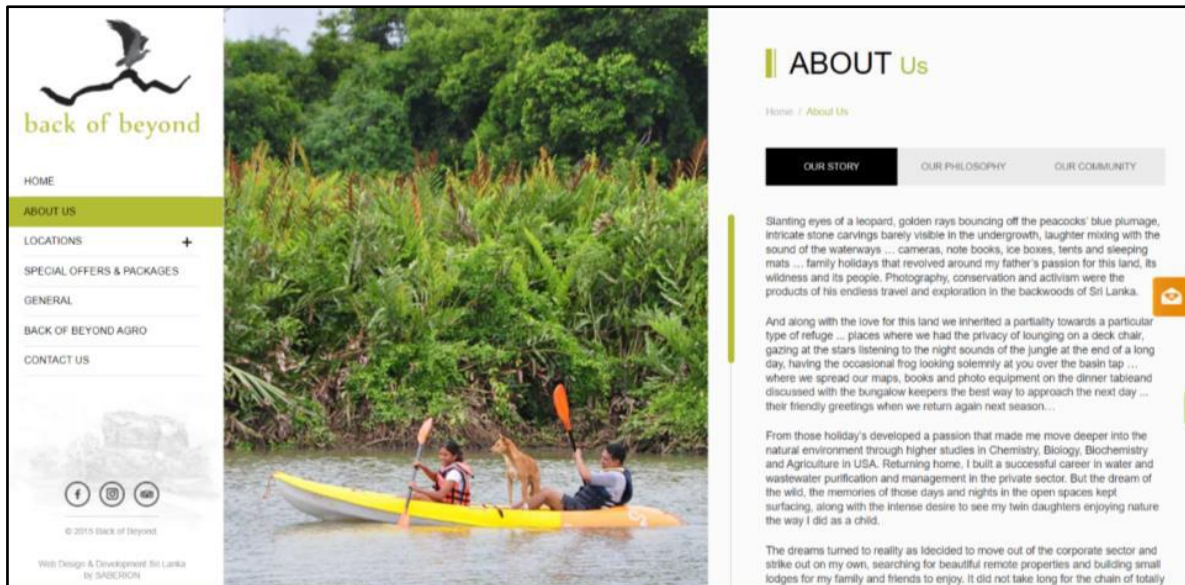 back of beyond
HOME
ABOUT US
LOCATIONS +
SPECIAL OFFERS & PACKAGES
GENERAL
BACK OF BEYOND AGRO
CONTACT US
© 2015 Back of Beyond
Web Design & Development Sri Lanka
by SABERION
ABOUT Us
Home / About Us
OUR STORY OUR PHILOSOPHY OUR COMMUNITY
Slanting eyes of a leopard, golden rays bouncing off the peacocks' blue plumage,
intricate stone carvings barely visible in the undergrowth, laughter mixing with the
sound of the waterways ... cameras, note books, ice boxes, tents and sleeping
mats ... family holidays that revolved around my father's passion for this land, its
wildness and its people. Photography, conservation and activism were the
products of his endless travel and exploration in the backwoods of Sri Lanka.
And along with the love for this land we inherited a partiality towards a particular
type of refuge ... places where we had the privacy of lounging on a deck chair,
gazing at the stars listening to the night sounds of the jungle at the end of a long
day, having the occasional frog looking solemnly at you over the basin tap ...
where we spread our maps, books and photo equipment on the dinner tableand
discussed with the bungalow keepers the best way to approach the next day ...
their friendly greetings when we return again next season...
From those holiday's developed a passion that made me move deeper into the
natural environment through higher studies in Chemistry, Biology, Biochemistry
and Agriculture in USA. Returning home, I built a successful career in water and
wastewater purification and management in the private sector. But the dream of
the wild, the memories of those days and nights in the open spaces kept
surfacing, along with the intense desire to see my twin daughters enjoying nature
the way I did as a child.
The dreams turned to reality as Idecided to move out of the corporate sector and
strike out on my own, searching for beautiful remote properties and building small
lodges for my family and friends to enjoy. It did not take long for the chain of totally